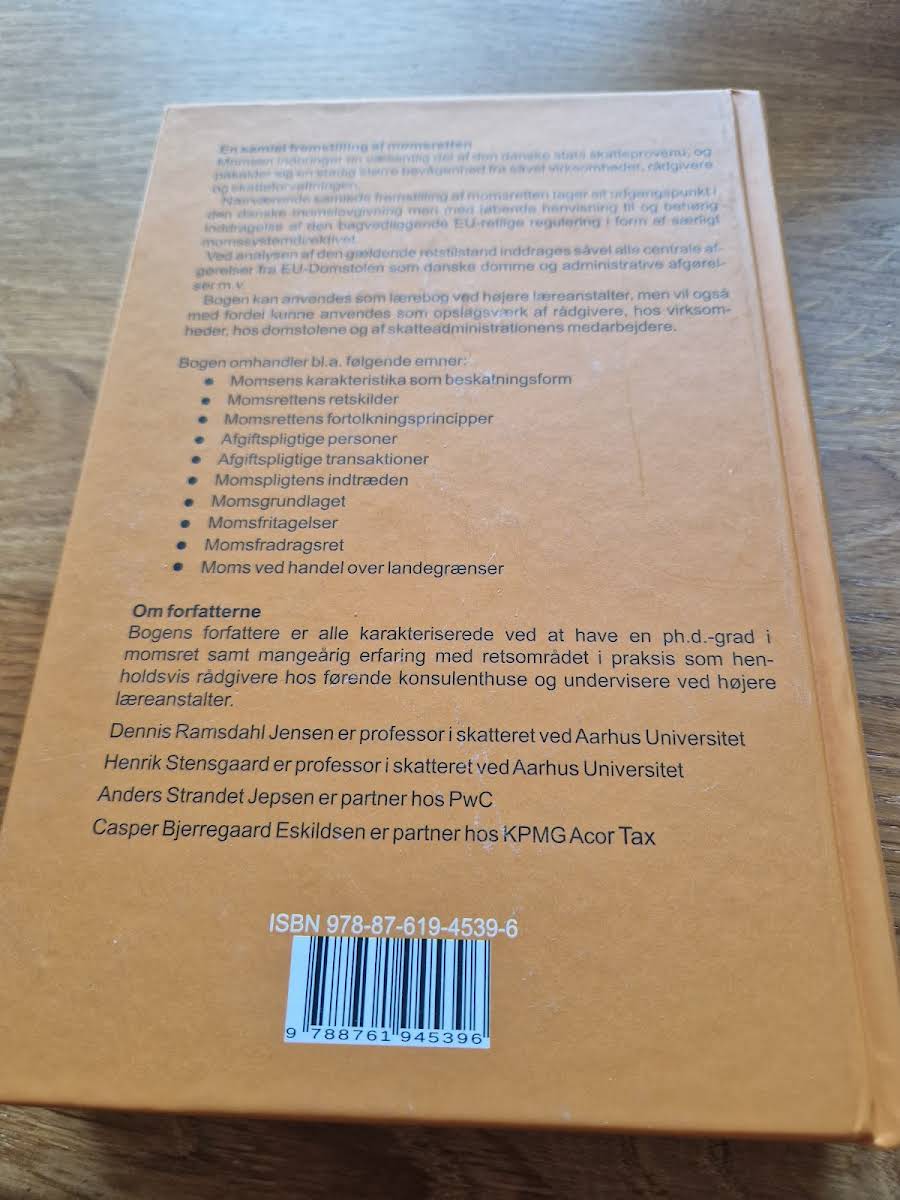 En samlet fremstilling af momsretten
Momsen indbringer en væsentlig del af den danske stats skatteprovenu, og
påkalder sig en stadig større bevågenhed fra såvel virksomheder, rådgivere
og skatteforvaltningen.
Nærværende samlede fremstilling af momsretten tager sit udgangspunkt i
den danske momslovgivning men med løbende henvisning til og behørig
inddragelse af den bagvedliggende EU-retlige regulering i form af særligt
momssystemdirektivet.
Ved analysen af den gældende retstilstand inddrages såvel alle centrale af-
gørelser fra EU-Domstolen som danske domme og administrative afgørel-
ser m.v.
Bogen kan anvendes som lærebog ved højere læreanstalter, men vil også
med fordel kunne anvendes som opslagsværk af rådgivere, hos virksom-
heder, hos domstolene og af skatteadministrationens medarbejdere.
Bogen omhandler bl.a. følgende emner:
• Momsens karakteristika som beskatningsform
• Momsrettens retskilder
• Momsrettens fortolkningsprincipper
• Afgiftspligtige personer
• Afgiftspligtige transaktioner
• Momspligtens indtræden
• Momsgrundlaget
• Momsfritagelser
• Momsfradragsret
• Moms ved handel over landegrænser
Om forfatterne
Bogens forfattere er alle karakteriserede ved at have en ph.d.-grad i
momsret samt mangeårig erfaring med retsområdet i praksis som hen-
holdsvis rådgivere hos førende konsulenthuse og undervisere ved højere
læreanstalter.
Dennis Ramsdahl Jensen er professor i skatteret ved Aarhus Universitet
Henrik Stensgaard er professor i skatteret ved Aarhus Universitet
Anders Strandet Jepsen er partner hos PwC
Casper Bjerregaard Eskildsen er partner hos KPMG Acor Tax
ISBN 978-87-619-4539-6
9 788761 945396